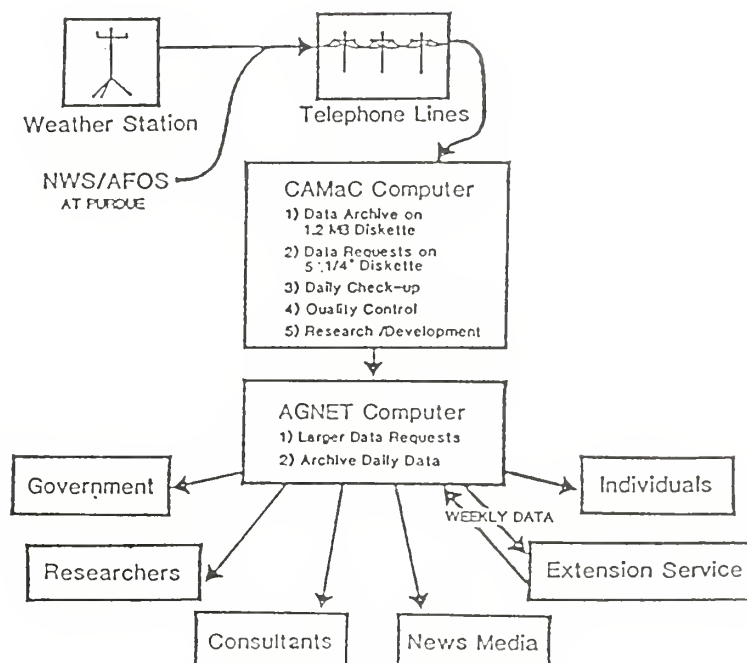 Weather Station
Telephone Lines
NWS/AFOS
AT PURDUE
CAMaC Computer
1) Data Archive on
1.2 MB Diskette
2) Data Requests on
5 1/4" Diskette
3) Daily Check-up
4) Quality Control
5) Research /Development
AGNET Computer
1) Larger Data Requests
2) Archive Daily Data
Government
Individuals
WEEKLY DATA
Researchers
Extension Service
Consultants
News Media